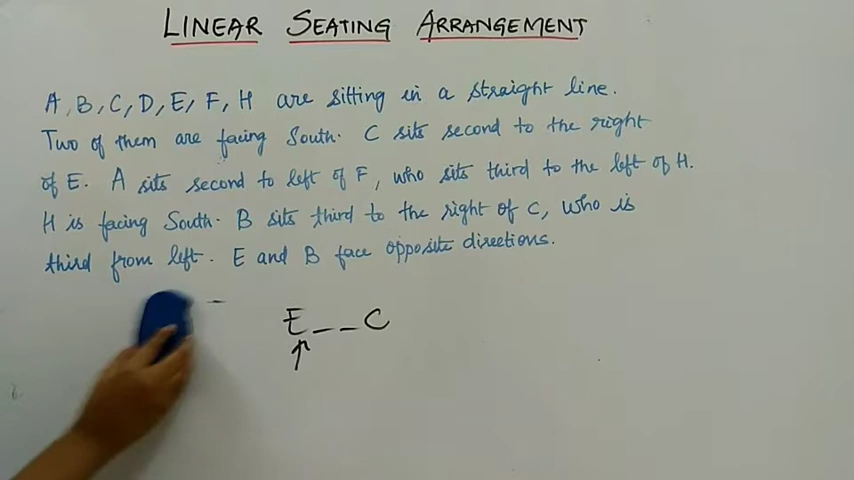 LINEAR SEATING ARRANGEMENT
A, B, C, D, E, F, H are sitting in a straight line.
Two of them are facing South. C sits second to the right
of E. A sits second to left of F, who sits third to the left of H.
H is facing South. B sits third to the right of C, who is
third from left. E and B face opposite directions.
E _ _ C